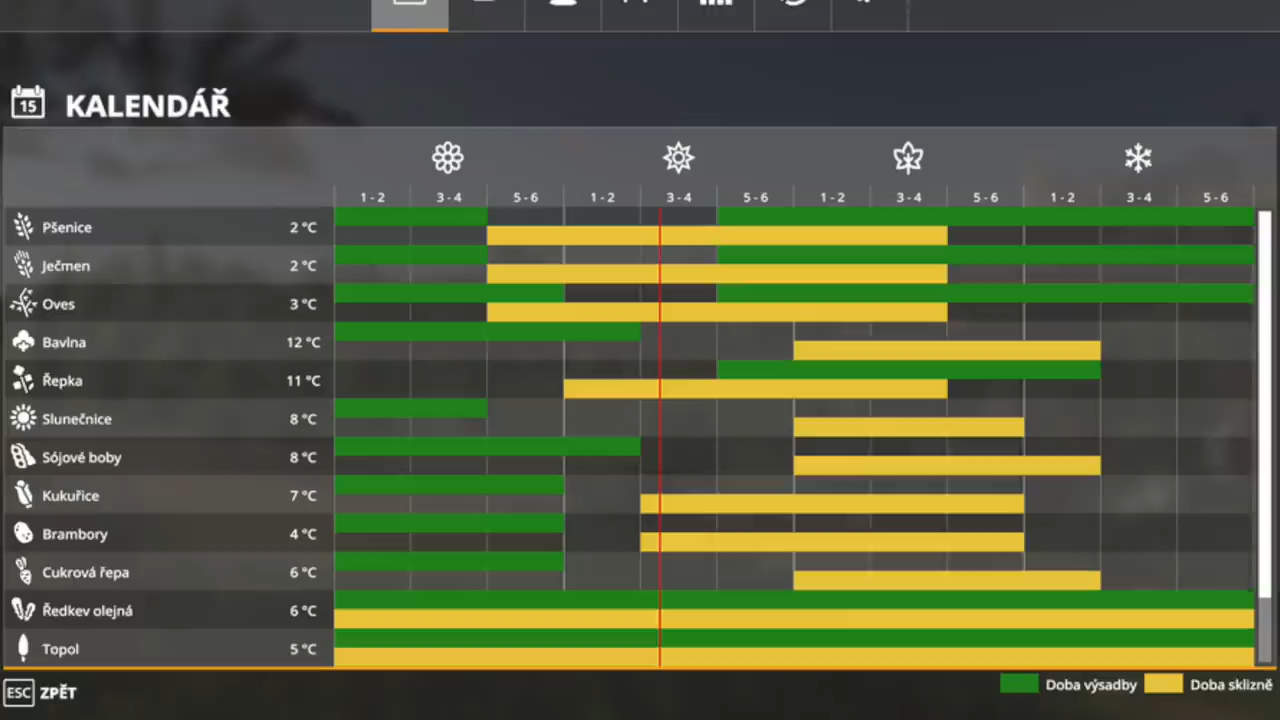 15 KALENDÁŘ
1 - 2 3 - 4 5 - 6 1 - 2 3 - 4 5 - 6 1 - 2 3 - 4 5 - 6 1 - 2 3 - 4 5 - 6
Pšenice 2 °C
Ječmen 2 °C
Oves 3 °C
Bavlna 12 °C
Řepka 11 °C
Slunečnice 8 °C
Sójové boby 8 °C
Kukuřice 7 °C
Brambory 4 °C
Cukrová řepa 6 °C
Ředkev olejná 6 °C
Topol 5 °C
ESC ZPĚT Doba výsadby Doba sklizně